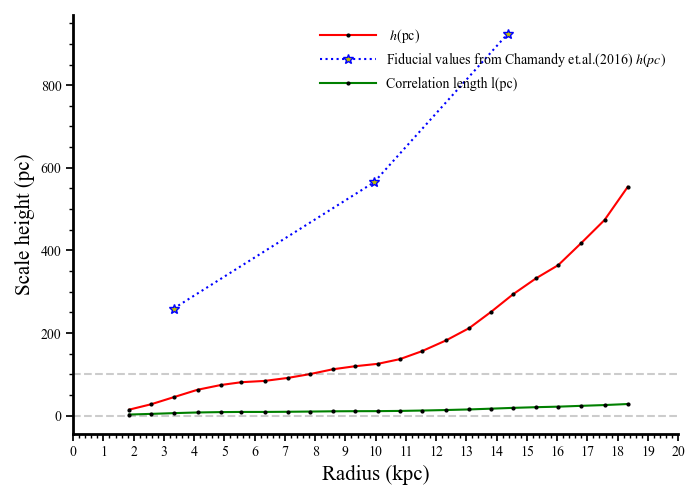 h(pc)
Fiducial values from Chamandy et.al.(2016) h(pc)
Correlation length l(pc)
Scale height (pc)
800
600
400
200
0
0 1 2 3 4 5 6 7 8 9 10 11 12 13 14 15 16 17 18 19 20
Radius (kpc)